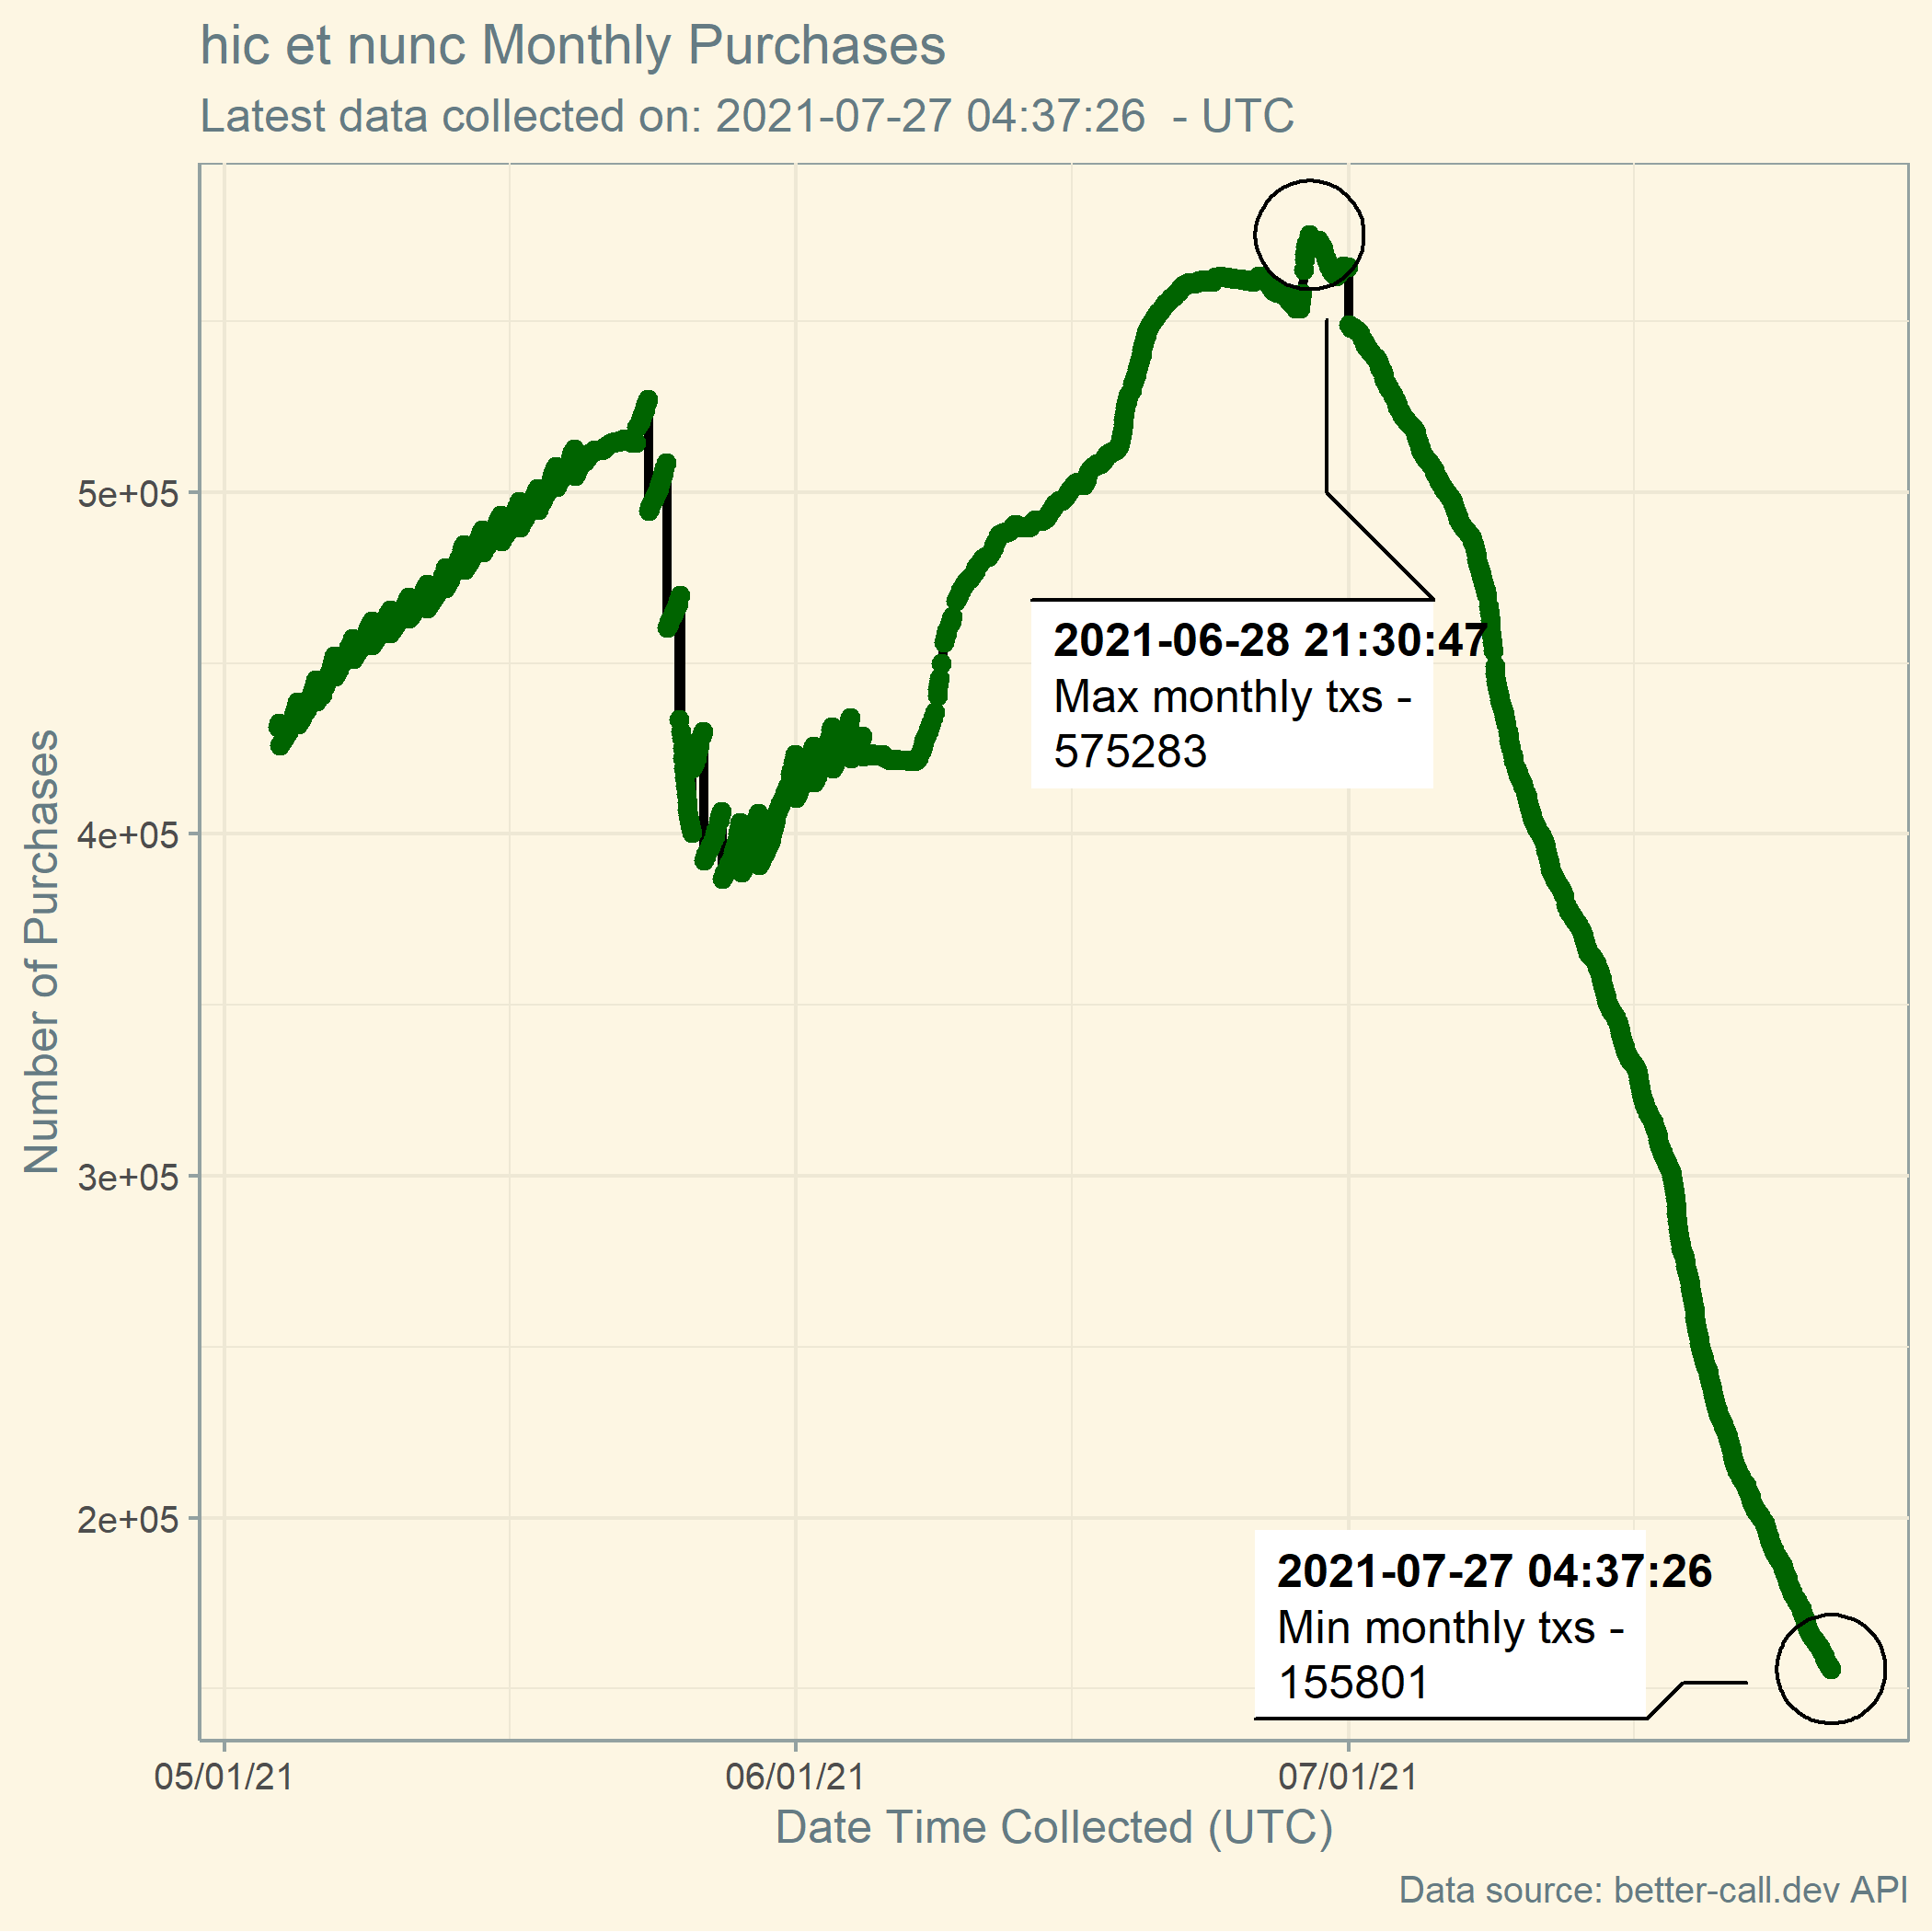 hic et nunc Monthly Purchases
Latest data collected on: 2021-07-27 04:37:26  - UTC
Number of Purchases
5e+05
4e+05
3e+05
2e+05
2021-06-28 21:30:47
Max monthly txs -
575283
2021-07-27 04:37:26
Min monthly txs -
155801
05/01/21
06/01/21
07/01/21
Date Time Collected (UTC)
Data source: better-call.dev API